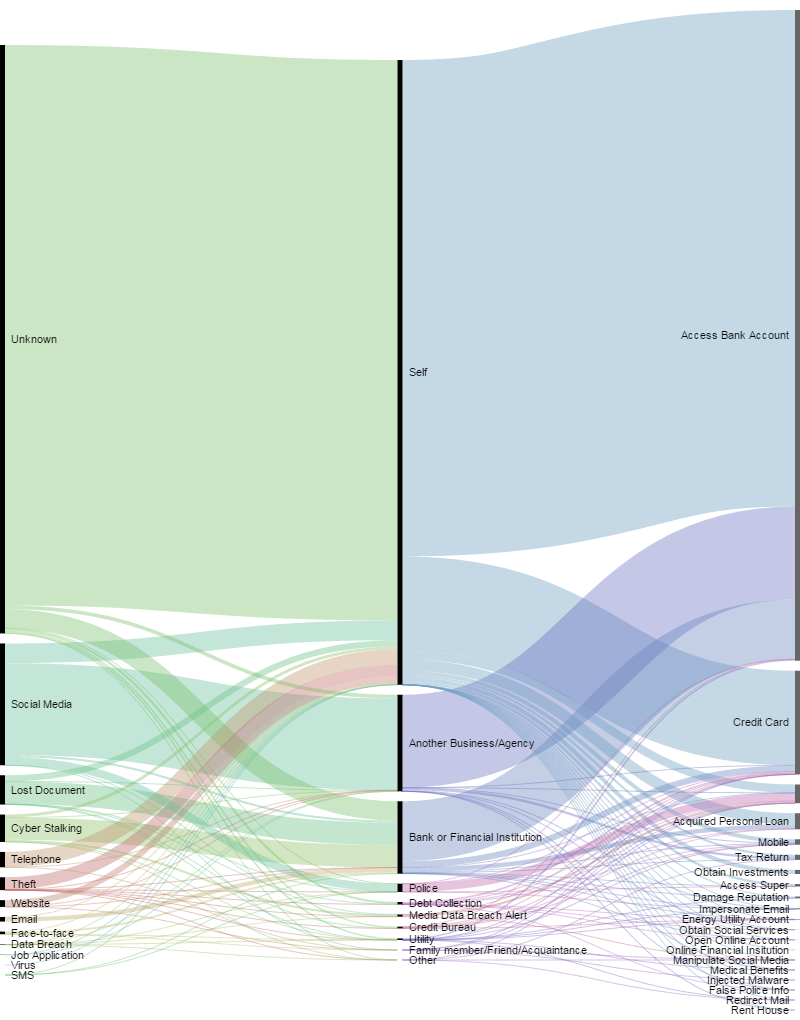 Unknown
Social Media
Lost Document
Cyber Stalking
Telephone
Theft
Website
Email
Face-to-face
Data Breach
Job Application
Virus
SMS
Self
Another Business/Agency
Bank or Financial Institution
Police
Debt Collection
Media Data Breach Alert
Credit Bureau
Utility
Family member/Friend/Acquaintance
Other
Access Bank Account
Credit Card
Acquired Personal Loan
Mobile
Tax Return
Obtain Investments
Access Super
Damage Reputation
Impersonate Email
Energy Utility Account
Obtain Social Services
Open Online Account
Online Financial Insitution
Manipulate Social Media
Medical Benefits
Injected Malware
False Police Info
Redirect Mail
Rent House